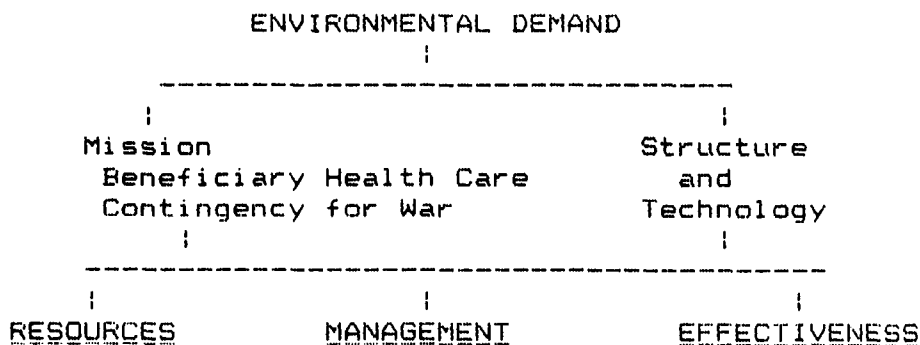 ENVIRONMENTAL DEMAND
Mission Structure
Beneficiary Health Care and
Contingency for War Technology
RESOURCES MANAGEMENT EFFECTIVENESS